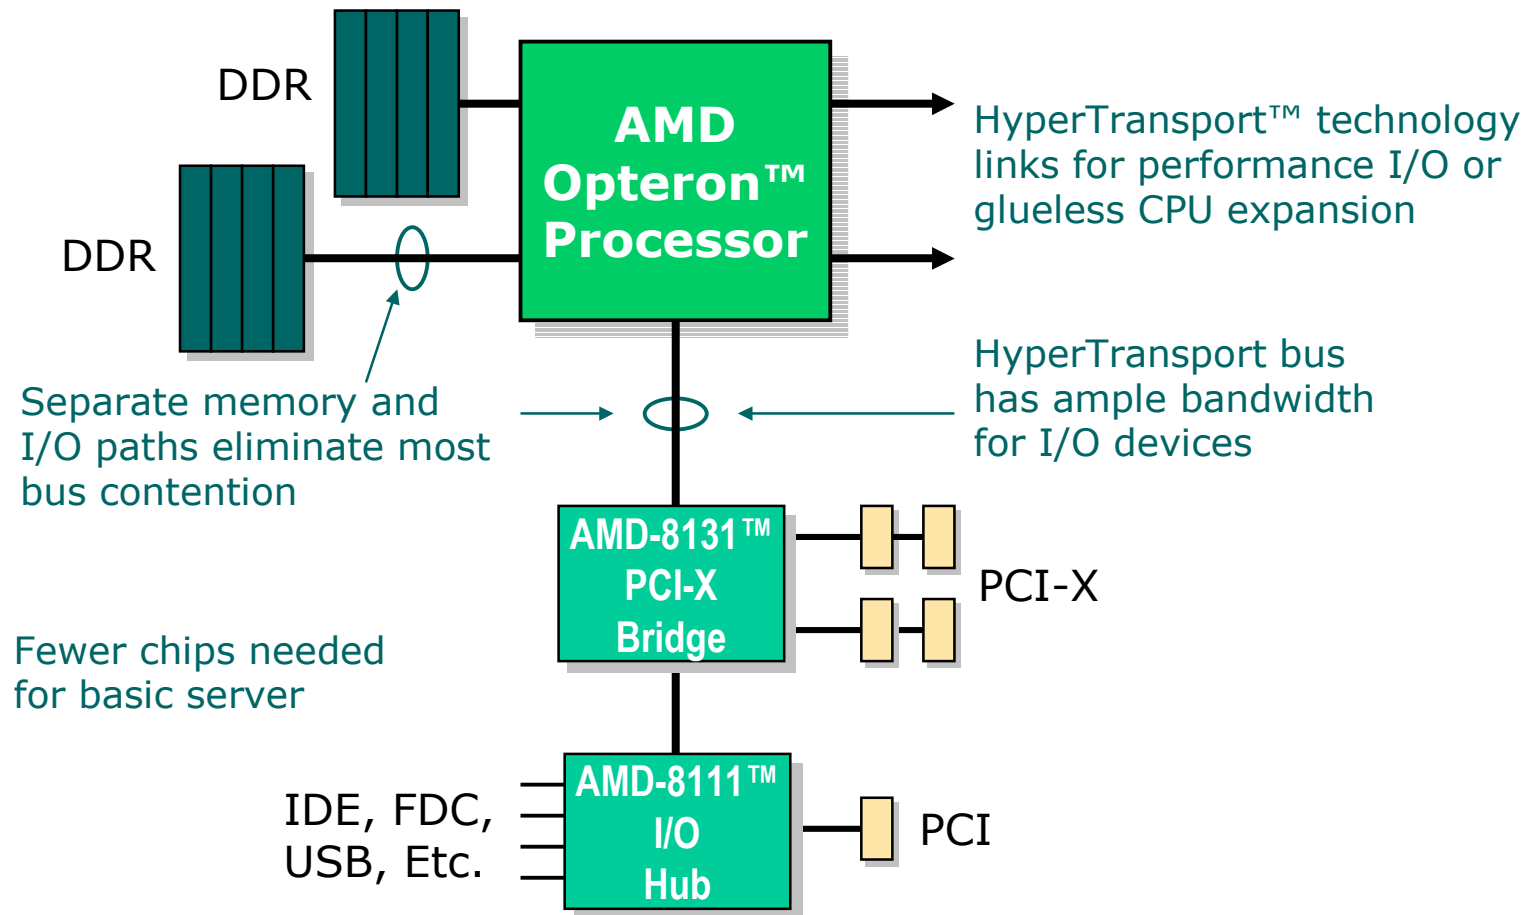 DDR
AMD
Opteron™
Processor
HyperTransport™ technology
links for performance I/O or
glueless CPU expansion
DDR
HyperTransport bus
has ample bandwidth
for I/O devices
Separate memory and
I/O paths eliminate most
bus contention
AMD-8131™
PCI-X
Bridge
PCI-X
Fewer chips needed
for basic server
AMD-8111™
I/O
Hub
IDE, FDC,
USB, Etc.
PCI